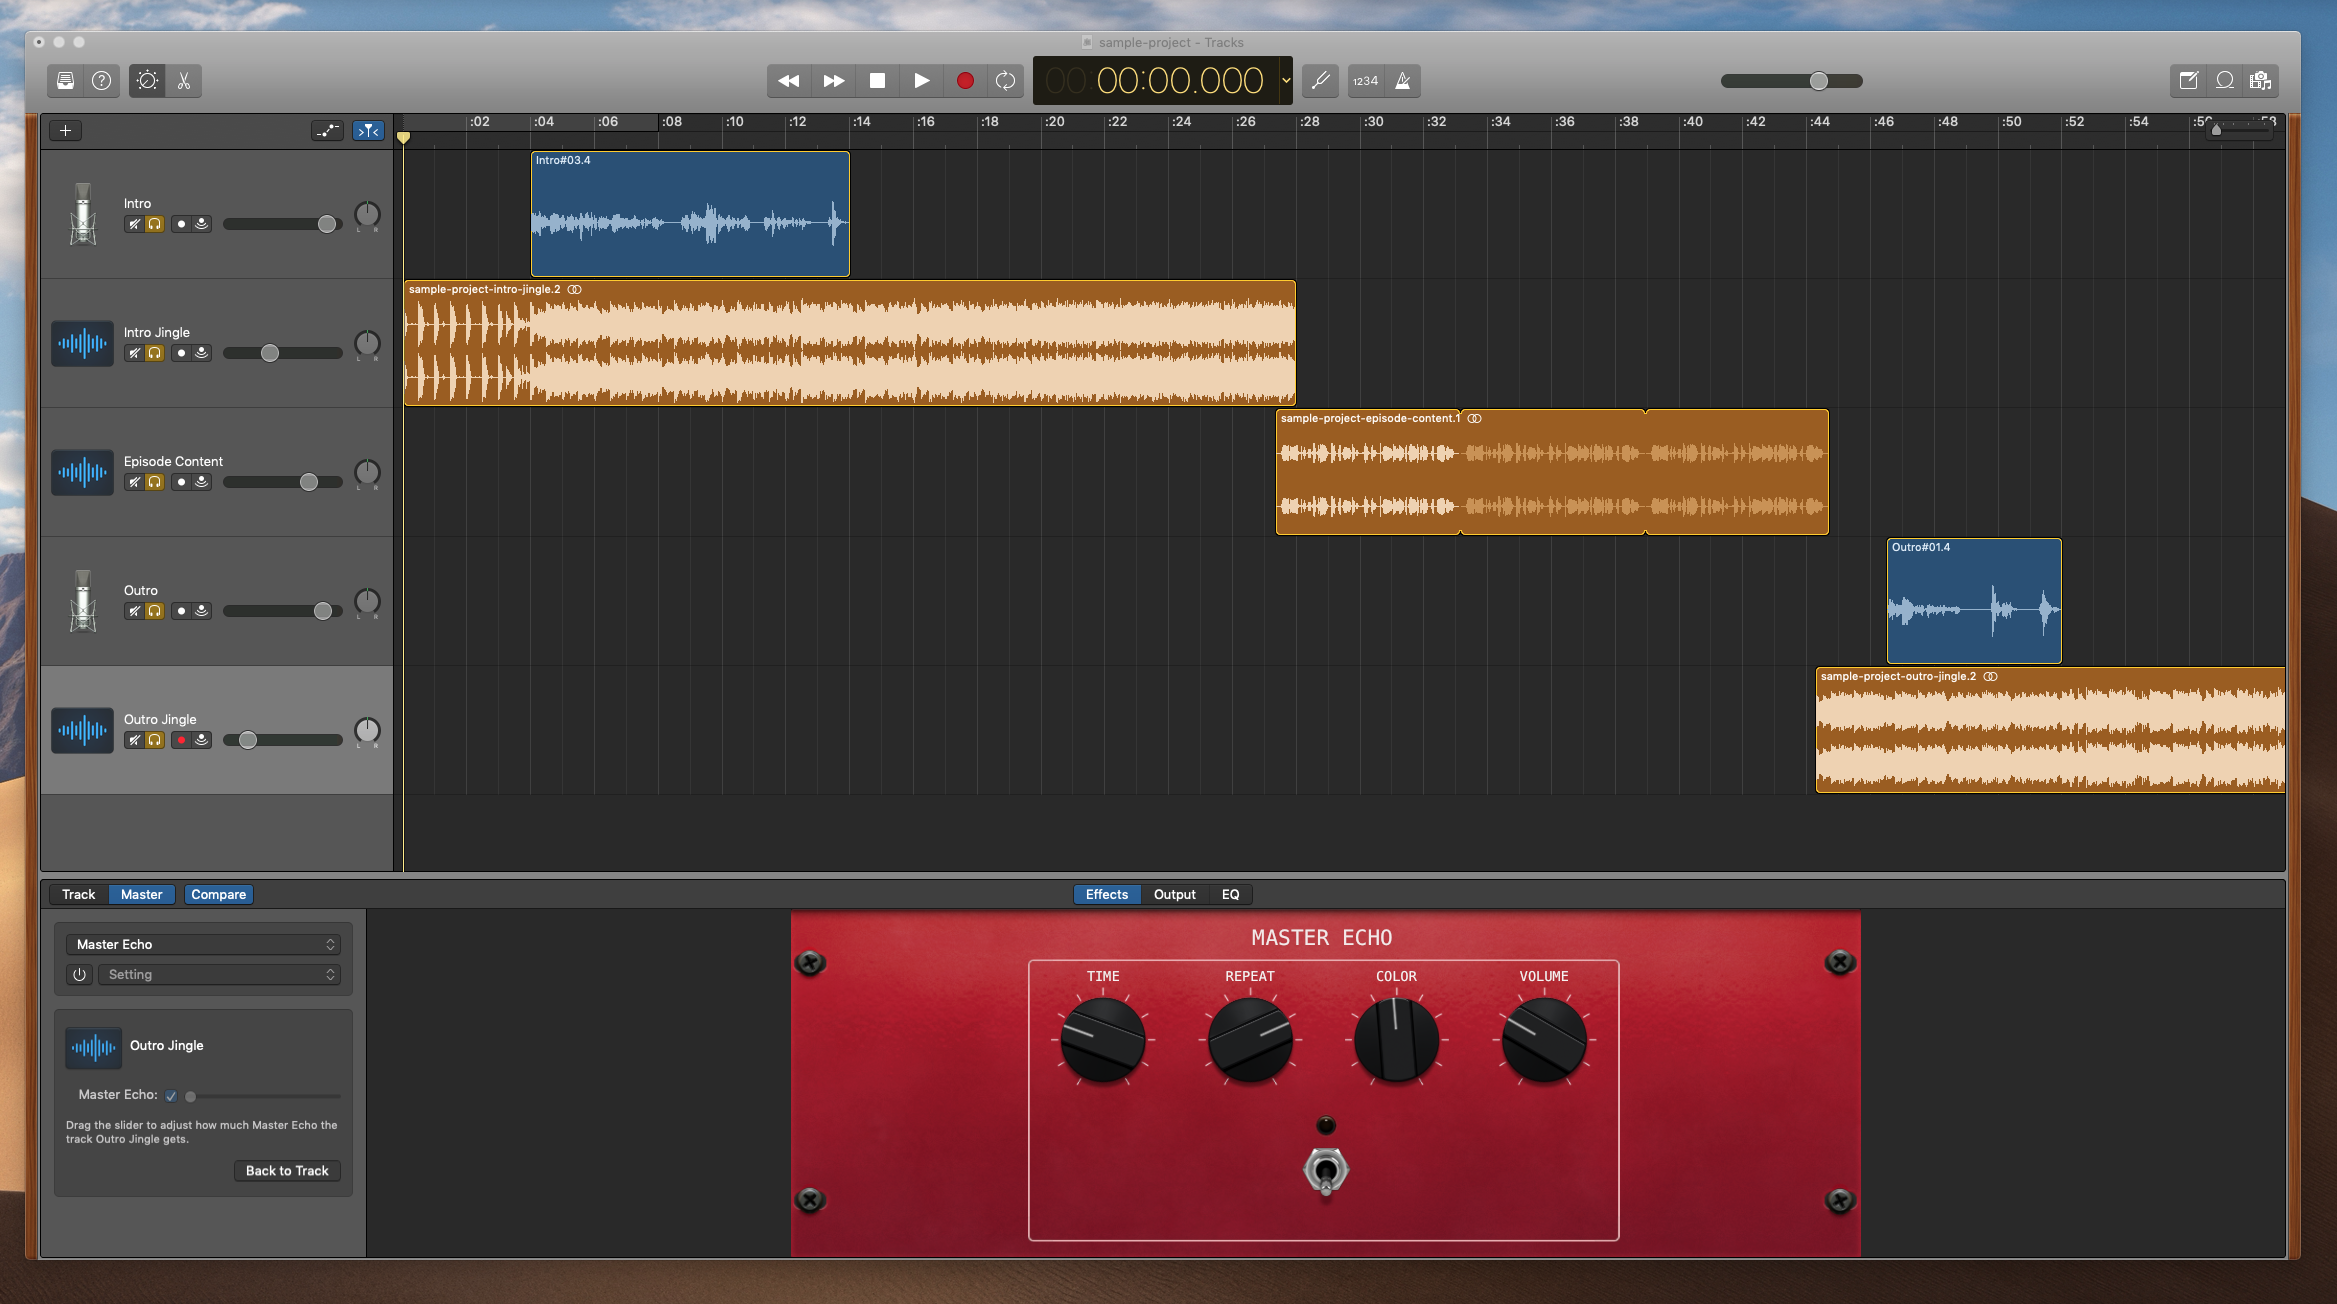 sample-project - Tracks
00:00:00.000
1234
:02 :04 :06 :08 :10 :12 :14 :16 :18 :20 :22 :24 :26 :28 :30 :32 :34 :36 :38 :40 :42 :44 :46 :48 :50 :52 :54 :58
Intro#03.4
Intro
L R
sample-project-intro-jingle.2
Intro Jingle
L R
sample-project-episode-content.1
Episode Content
L R
Outro#01.4
Outro
L R
sample-project-outro-jingle.2
Outro Jingle
L R
Track Master Compare Effects Output EQ
Master Echo
Setting
Outro Jingle
Master Echo:
Drag the slider to adjust how much Master Echo the
track Outro Jingle gets.
Back to Track
MASTER ECHO
TIME REPEAT COLOR VOLUME